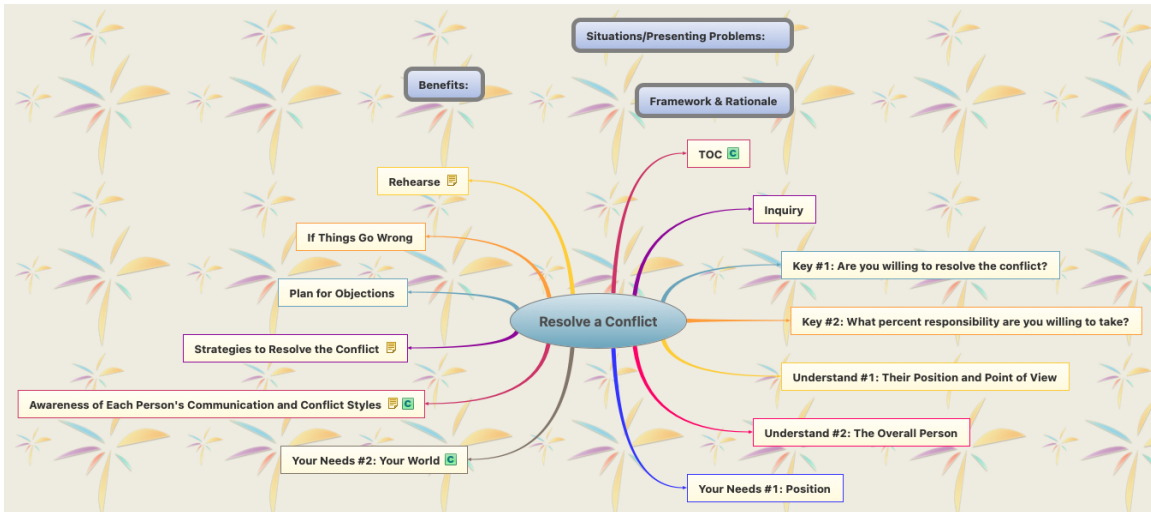 Situations/Presenting Problems:
Benefits:
Framework & Rationale
TOC C
Rehearse
Inquiry
If Things Go Wrong
Key #1: Are you willing to resolve the conflict?
Plan for Objections
Resolve a Conflict
Key #2: What percent responsibility are you willing to take?
Strategies to Resolve the Conflict
Understand #1: Their Position and Point of View
Awareness of Each Person's Communication and Conflict Styles C
Understand #2: The Overall Person
Your Needs #2: Your World C
Your Needs #1: Position